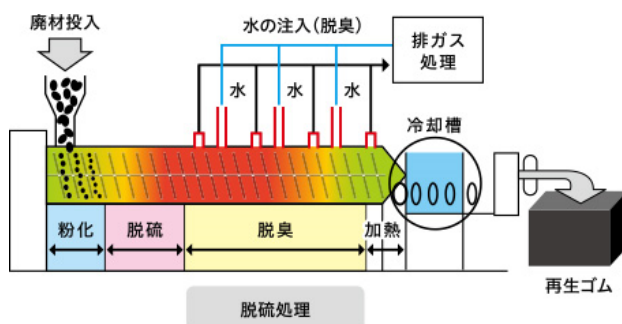 廃材投入
水の注入(脱臭)
排ガス
処理
水
水
水
冷却槽
粉化
脱硫
脱臭
加熱
再生ゴム
脱硫処理